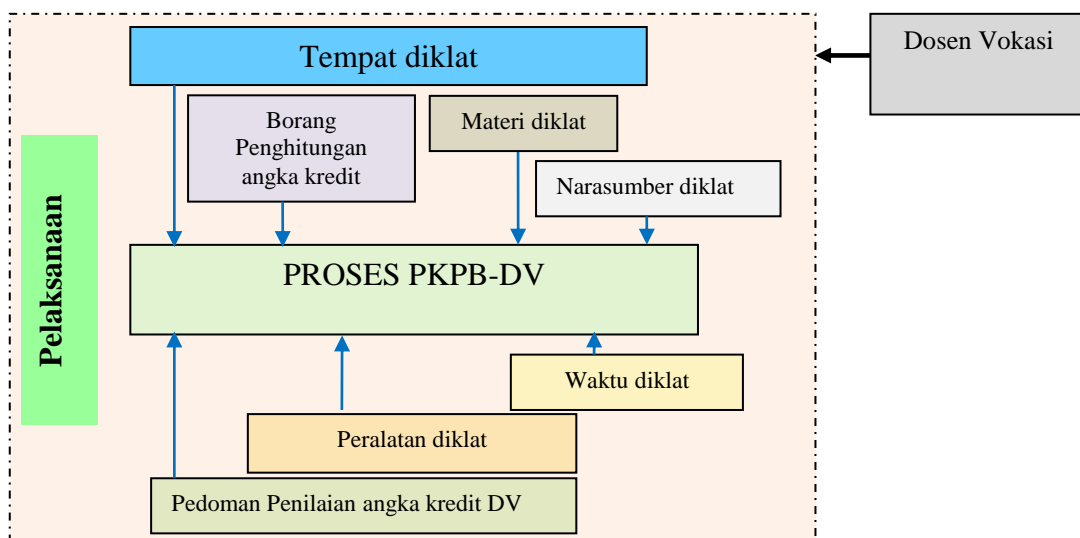 Tempat diklat
Dosen Vokasi
Borang
Penghitungan
angka kredit
Materi diklat
Narasumber diklat
Pelaksanaan
PROSES PKPB-DV
Waktu diklat
Peralatan diklat
Pedoman Penilaian angka kredit DV